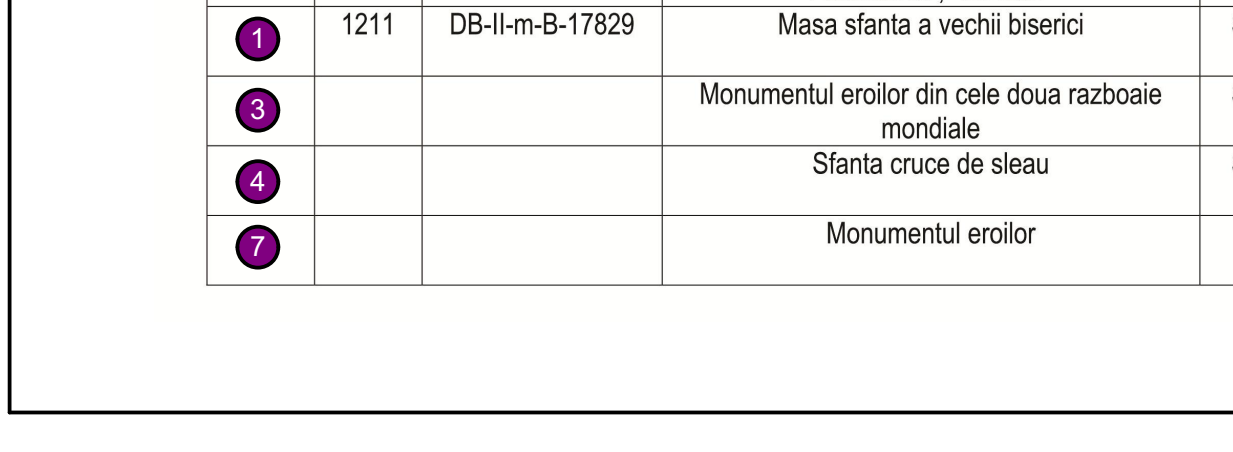 1 1211 DB-II-m-B-17829 Masa sfanta a vechii biserici
3 Monumentul eroilor din cele doua razboaie
mondiale
4 Sfanta cruce de sleau
7 Monumentul eroilor